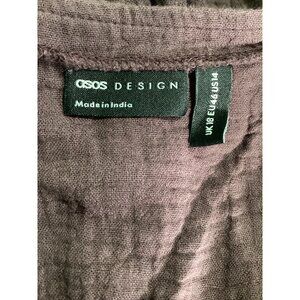 asos DESIGN
Made in India
UK18 EU46 US14